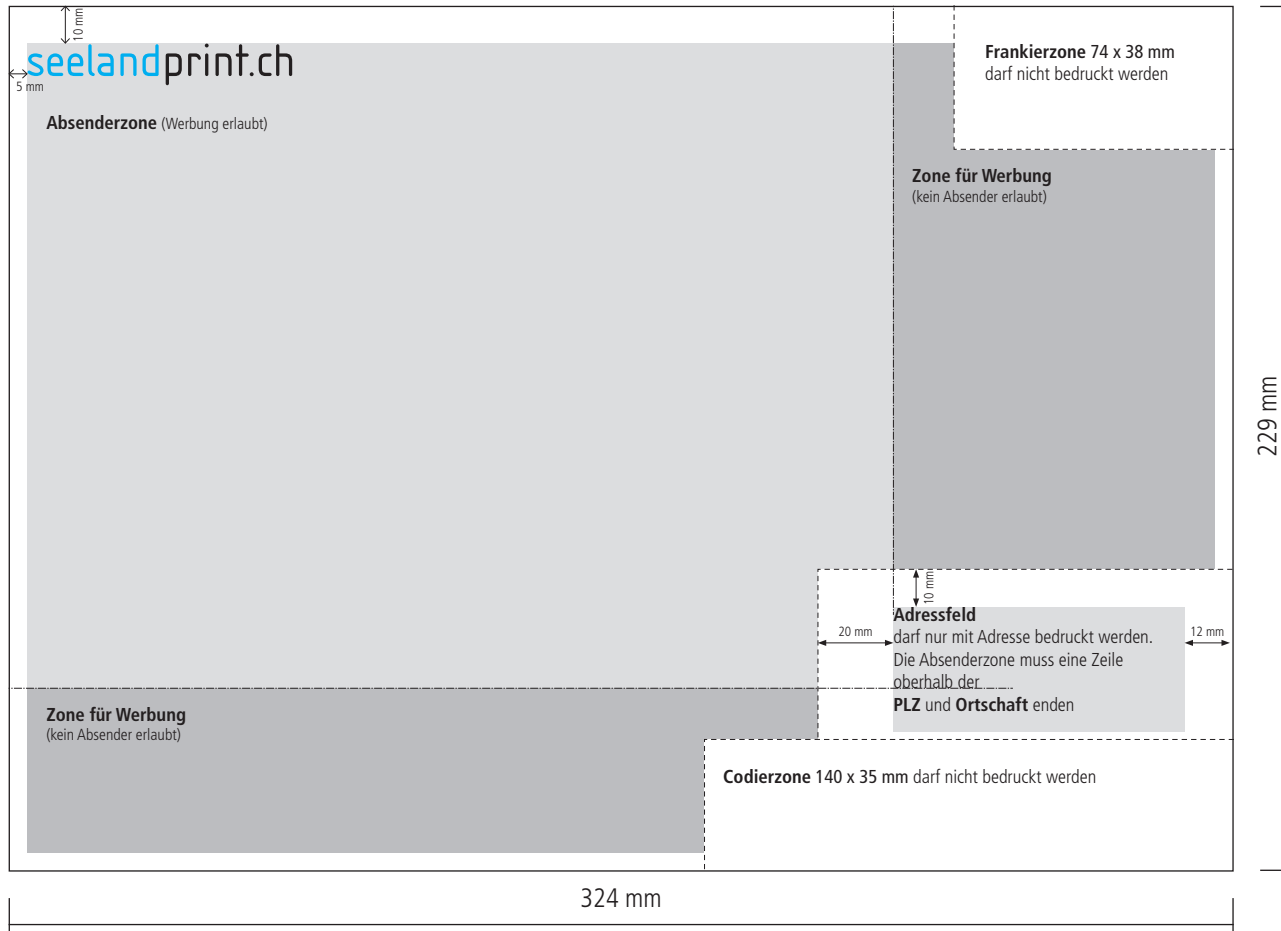 10 mm
seelandprint.ch
5 mm
Absenderzone (Werbung erlaubt)
Frankierzone 74 x 38 mm
darf nicht bedruckt werden
Zone für Werbung
(kein Absender erlaubt)
229 mm
10 mm
20 mm
12 mm
Adressfeld
darf nur mit Adresse bedruckt werden.
Die Absenderzone muss eine Zeile
oberhalb der
PLZ und Ortschaft enden
Zone für Werbung
(kein Absender erlaubt)
Codierzone 140 x 35 mm darf nicht bedruckt werden
324 mm